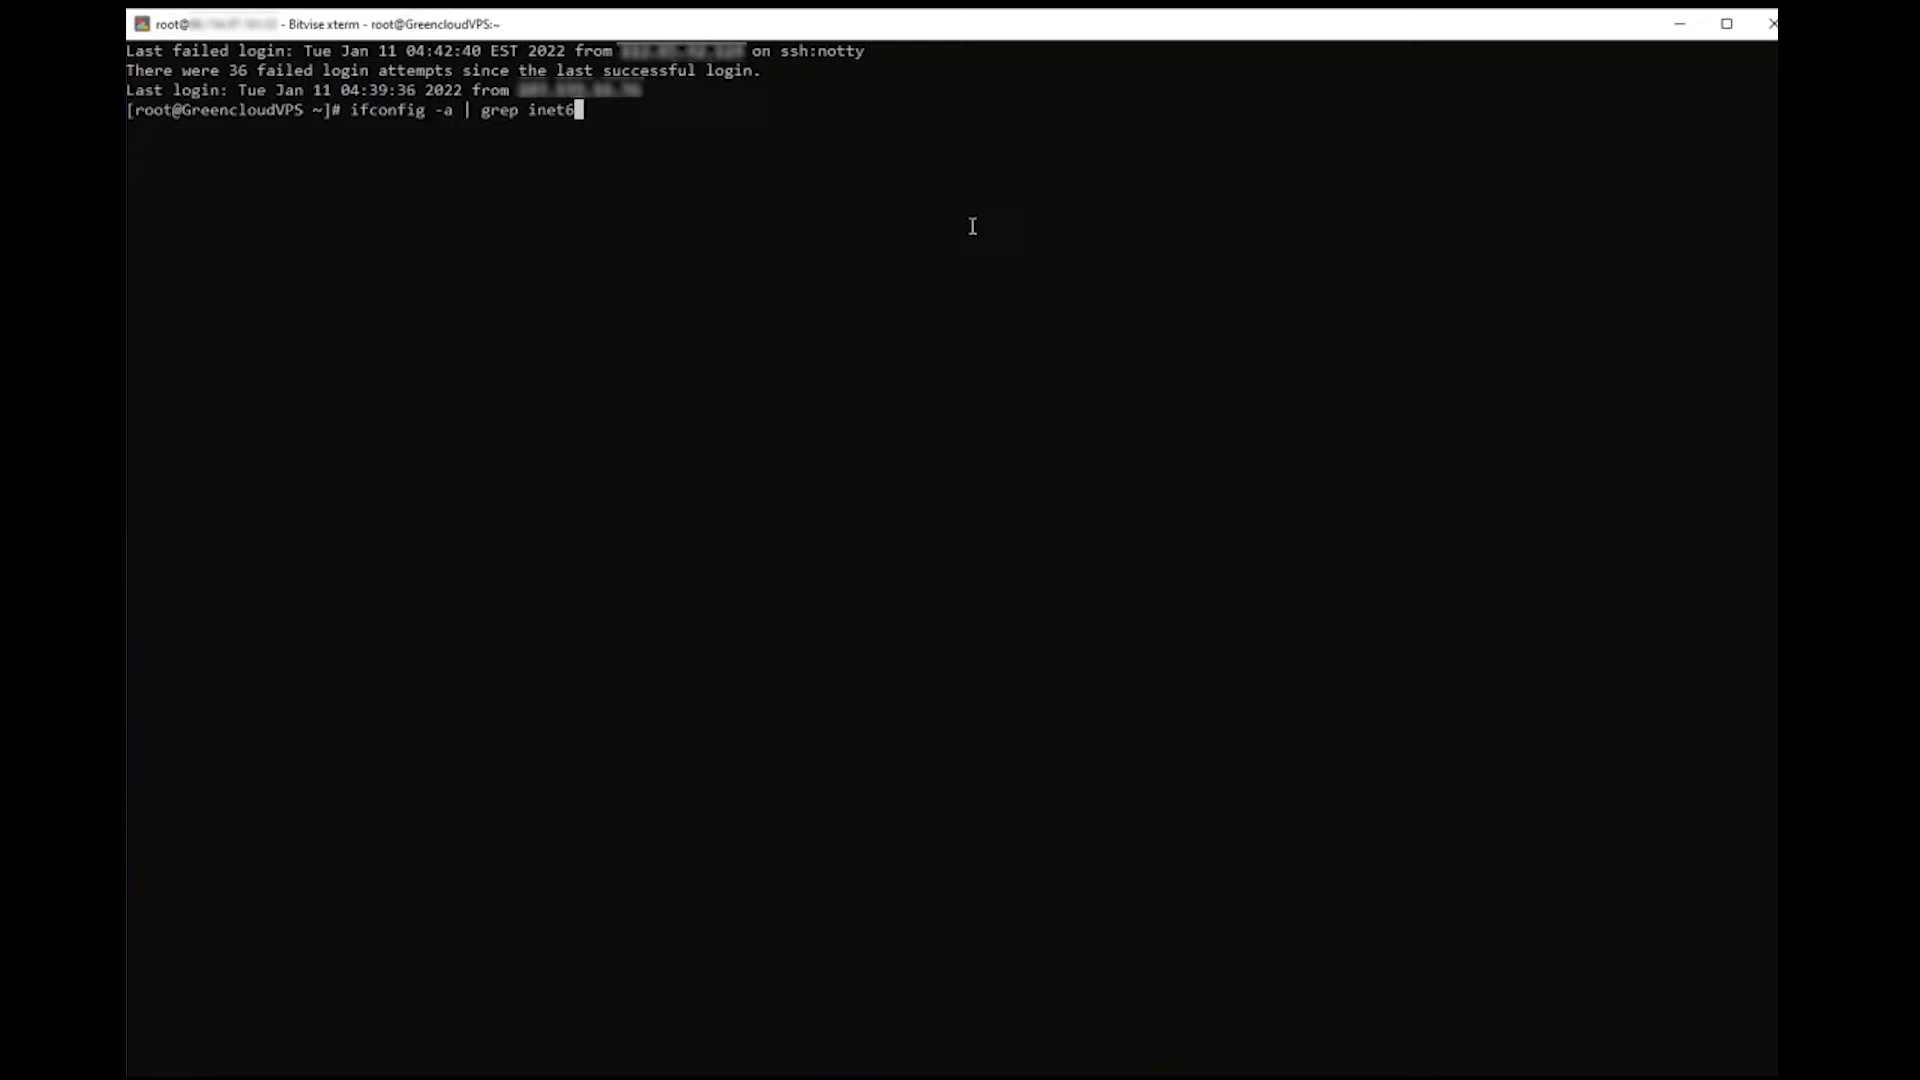 root@ - Bitvise xterm - root@GreencloudVPS:~
Last failed login: Tue Jan 11 04:42:40 EST 2022 from on ssh:notty
There were 36 failed login attempts since the last successful login.
Last login: Tue Jan 11 04:39:36 2022 from
[root@GreencloudVPS ~]# ifconfig -a | grep inet6